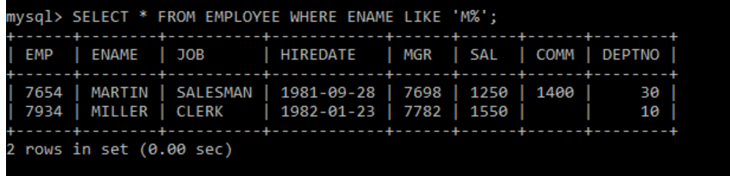 mysql> SELECT * FROM EMPLOYEE WHERE ENAME LIKE 'M%';
+------+--------+----------+------------+------+------+------+--------+
| EMP  | ENAME  | JOB      | HIREDATE   | MGR  | SAL  | COMM | DEPTNO |
+------+--------+----------+------------+------+------+------+--------+
| 7654 | MARTIN | SALESMAN | 1981-09-28 | 7698 | 1250 | 1400 |     30 |
| 7934 | MILLER | CLERK    | 1982-01-23 | 7782 | 1550 |      |     10 |
+------+--------+----------+------------+------+------+------+--------+
2 rows in set (0.00 sec)